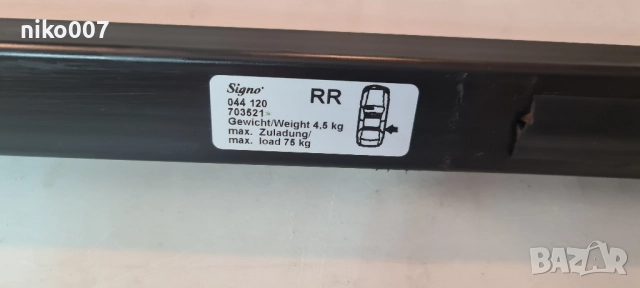 niko007
Signo®
044 120
703521
Gewicht/Weight 4,5 kg
max. Zuladung/
max. load 75 kg
RR
BAZAR